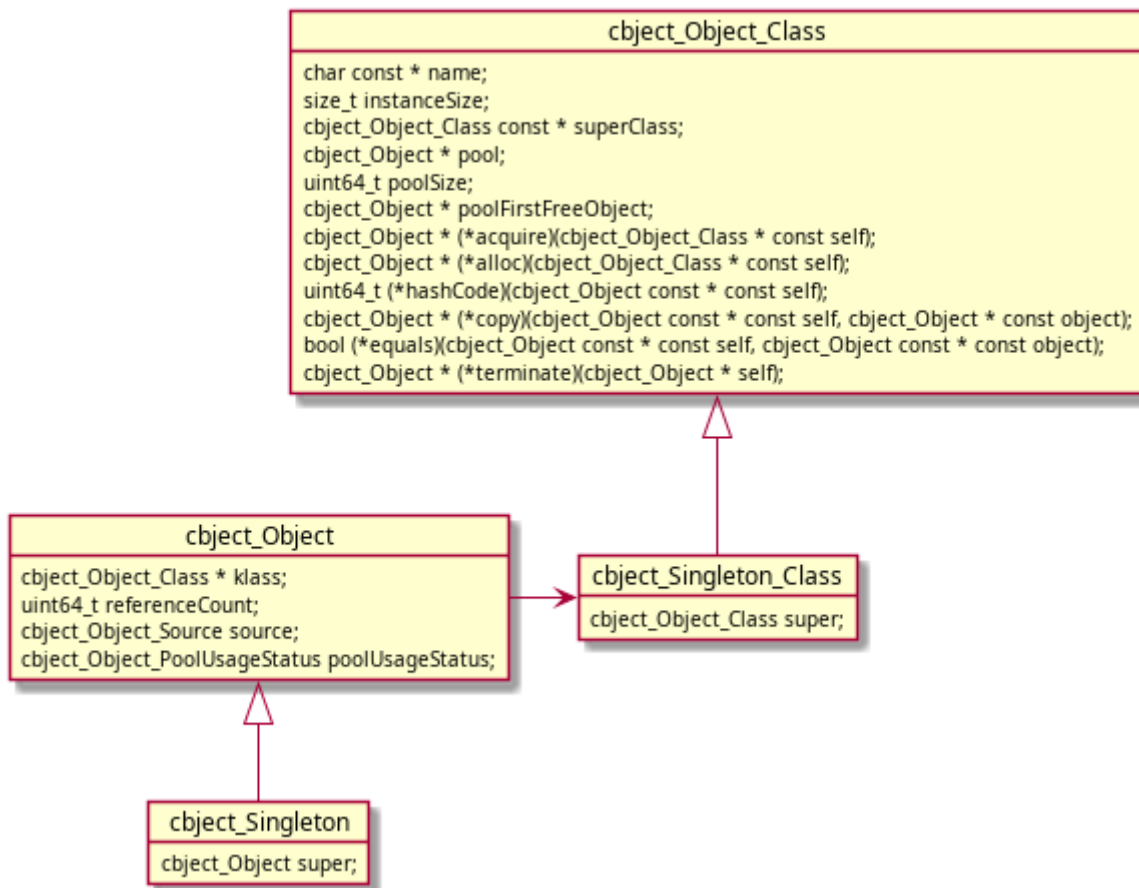 cbject_Object_Class
char const * name;
size_t instanceSize;
cbject_Object_Class const * superClass;
cbject_Object * pool;
uint64_t poolSize;
cbject_Object * poolFirstFreeObject;
cbject_Object * (*acquire)(cbject_Object_Class * const self);
cbject_Object * (*alloc)(cbject_Object_Class * const self);
uint64_t (*hashCode)(cbject_Object const * const self);
cbject_Object * (*copy)(cbject_Object const * const self, cbject_Object * const object);
bool (*equals)(cbject_Object const * const self, cbject_Object const * const object);
cbject_Object * (*terminate)(cbject_Object * self);
cbject_Object
cbject_Object_Class * klass;
uint64_t referenceCount;
cbject_Object_Source source;
cbject_Object_PoolUsageStatus poolUsageStatus;
cbject_Singleton_Class
cbject_Object_Class super;
cbject_Singleton
cbject_Object super;